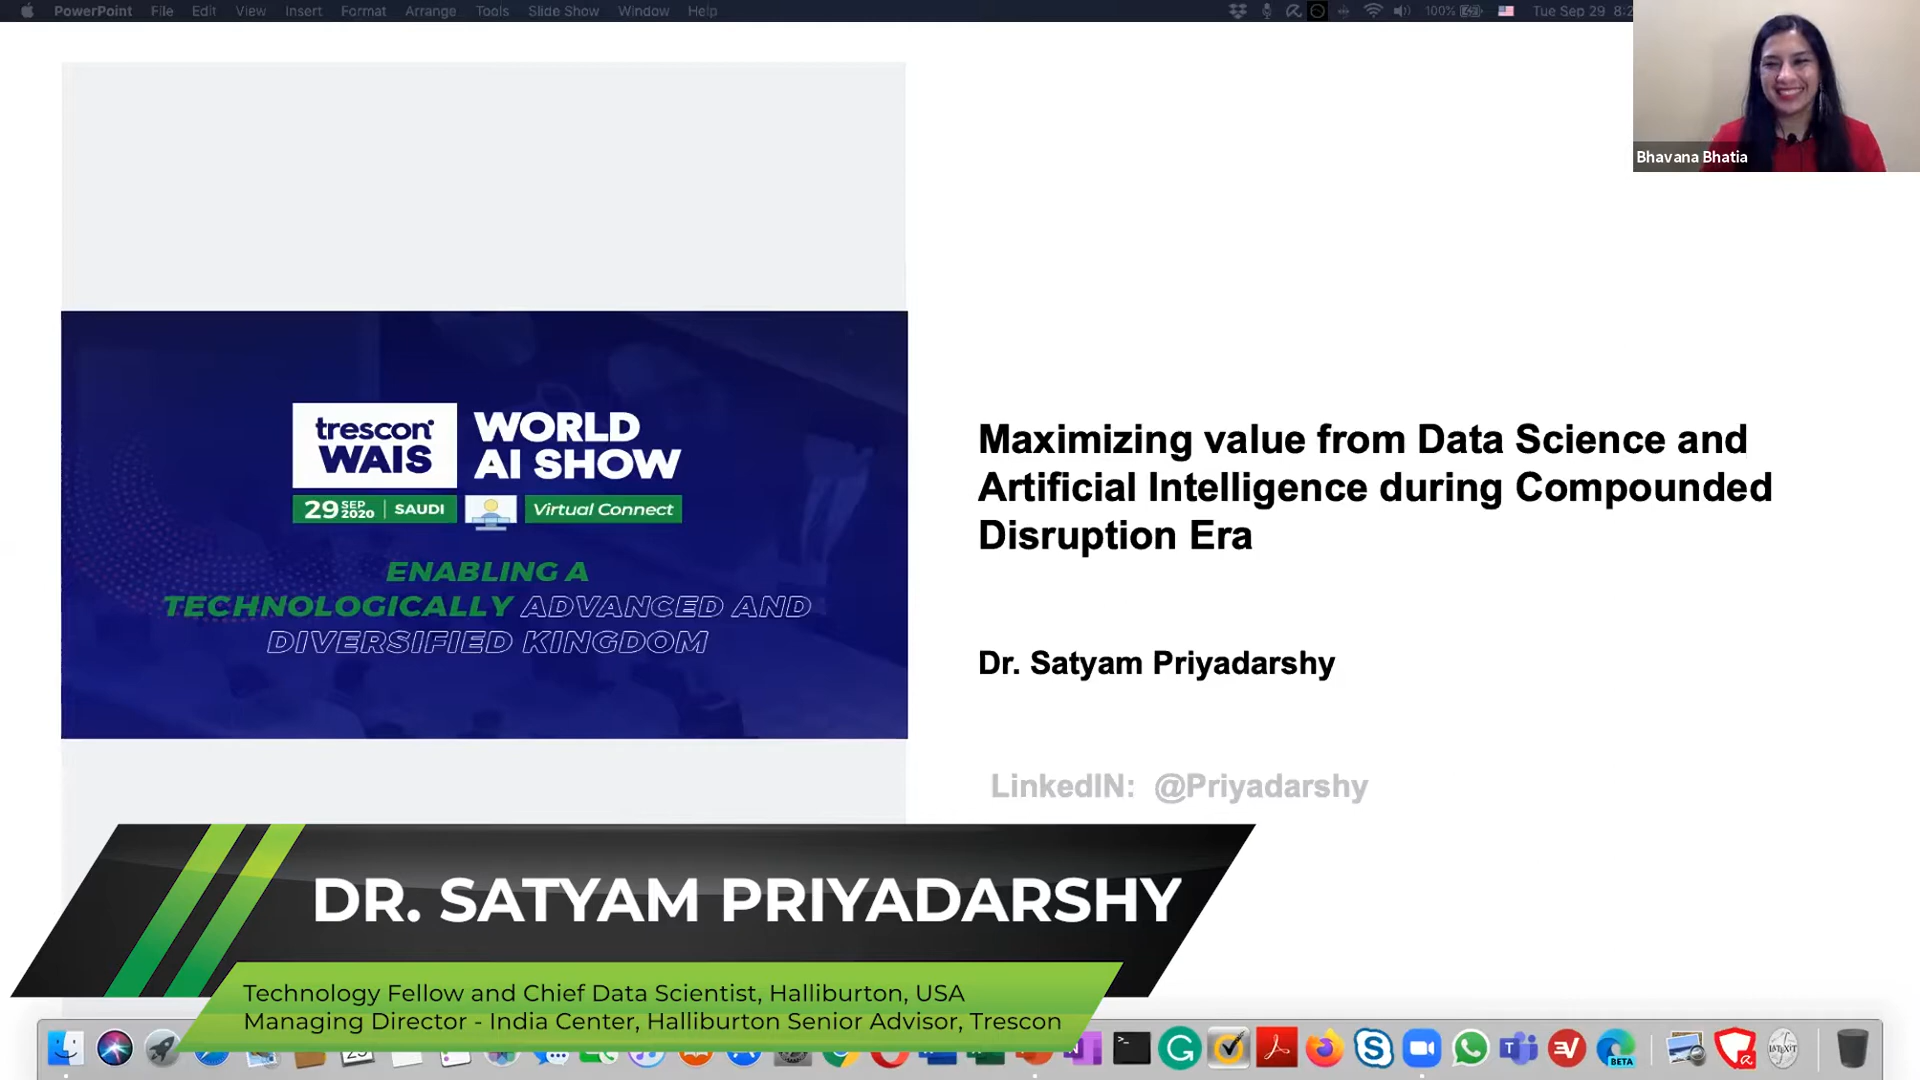 PowerPoint File Edit View Insert Format Arrange Tools Slide Show Window Help 100% Tue Sep 29 8:2
Bhavana Bhatia
trescon
WAIS
WORLD
AI SHOW
29 SEP 2020 | SAUDI
Virtual Connect
ENABLING A
TECHNOLOGICALLY ADVANCED AND
DIVERSIFIED KINGDOM
Maximizing value from Data Science and
Artificial Intelligence during Compounded
Disruption Era
Dr. Satyam Priyadarshy
LinkedIN: @Priyadarshy
DR. SATYAM PRIYADARSHY
Technology Fellow and Chief Data Scientist, Halliburton, USA
Managing Director - India Center, Halliburton Senior Advisor, Trescon
BETA